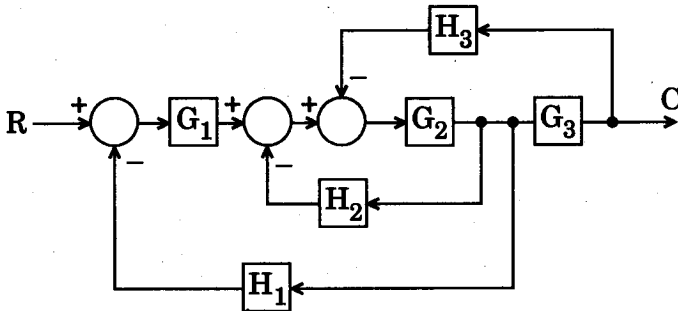 H₃
−
R + G₁ + + G₂ G₃ C
− −
H₂
H₁